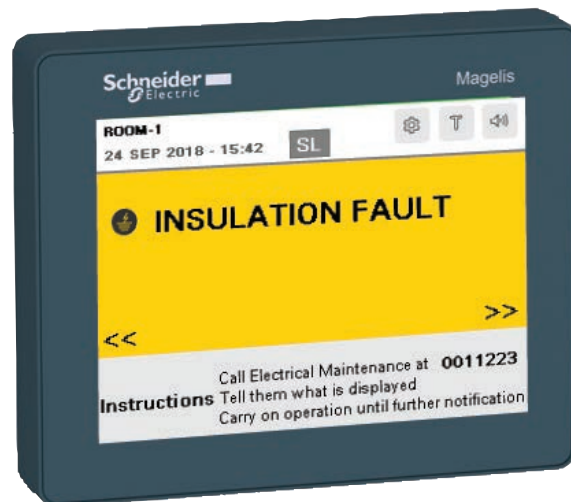 Schneider
Electric
Magelis
ROOM-1
24 SEP 2018 - 15:42
SL
T
INSULATION FAULT
<<
>>
Instructions
Call Electrical Maintenance at 0011223
Tell them what is displayed
Carry on operation until further notification